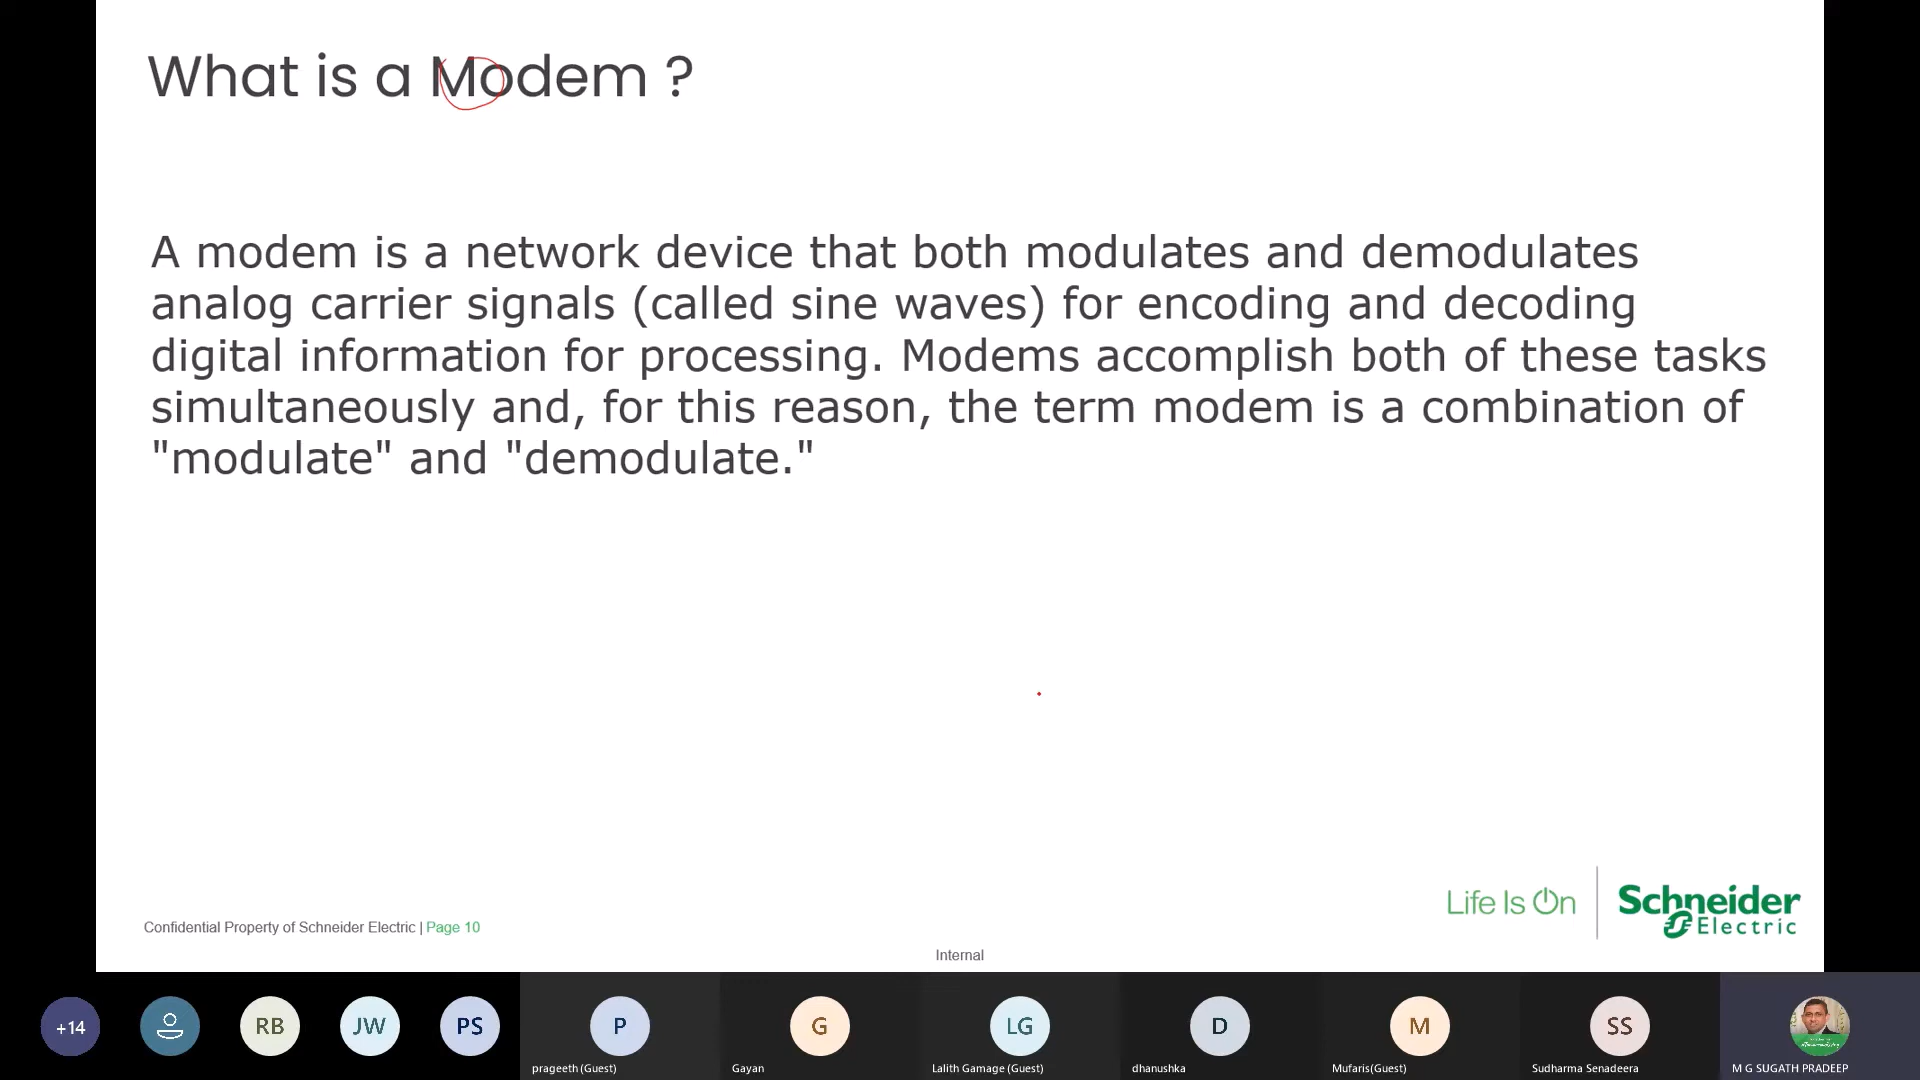 What is a Modem ?
A modem is a network device that both modulates and demodulates
analog carrier signals (called sine waves) for encoding and decoding
digital information for processing. Modems accomplish both of these tasks
simultaneously and, for this reason, the term modem is a combination of
"modulate" and "demodulate."
Life Is On
Schneider
Electric
Confidential Property of Schneider Electric | Page 10
Internal
+14
RB
JW
PS
P
G
LG
D
M
SS
prageeth (Guest)
Gayan
Lalith Gamage (Guest)
dhanushka
Mufaris(Guest)
Sudharma Senadeera
M G SUGATH PRADEEP